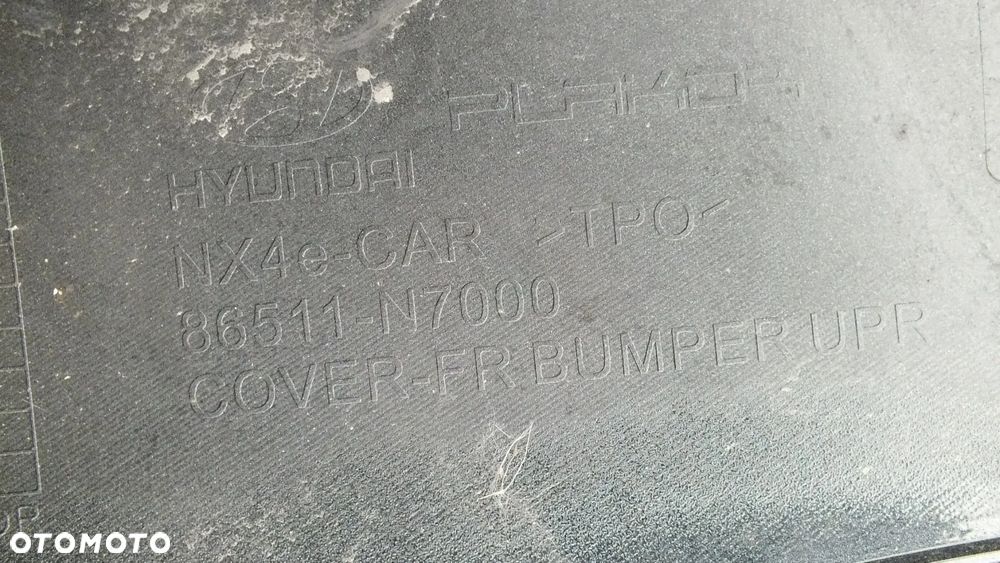 PLAKOR
HYUNDAI
NX4e-CAR >TPO<
86511-N7000
COVER-FR BUMPER UPR
OTOMOTO